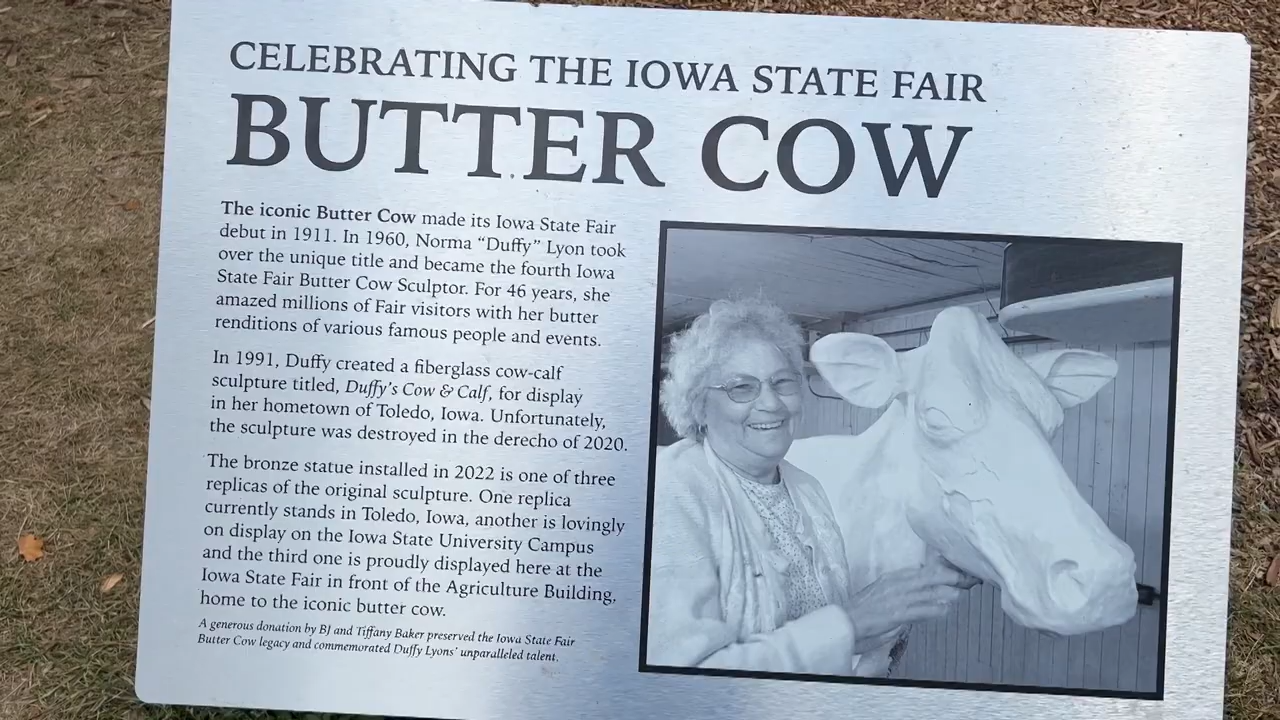 CELEBRATING THE IOWA STATE FAIR
BUTTER COW
The iconic Butter Cow made its Iowa State Fair
debut in 1911. In 1960, Norma “Duffy” Lyon took
over the unique title and became the fourth Iowa
State Fair Butter Cow Sculptor. For 46 years, she
amazed millions of Fair visitors with her butter
renditions of various famous people and events.
In 1991, Duffy created a fiberglass cow-calf
sculpture titled, Duffy’s Cow & Calf, for display
in her hometown of Toledo, Iowa. Unfortunately,
the sculpture was destroyed in the derecho of 2020.
The bronze statue installed in 2022 is one of three
replicas of the original sculpture. One replica
currently stands in Toledo, Iowa, another is lovingly
on display on the Iowa State University Campus
and the third one is proudly displayed here at the
Iowa State Fair in front of the Agriculture Building,
home to the iconic butter cow.
A generous donation by BJ and Tiffany Baker preserved the Iowa State Fair
Butter Cow legacy and commemorated Duffy Lyons’ unparalleled talent.